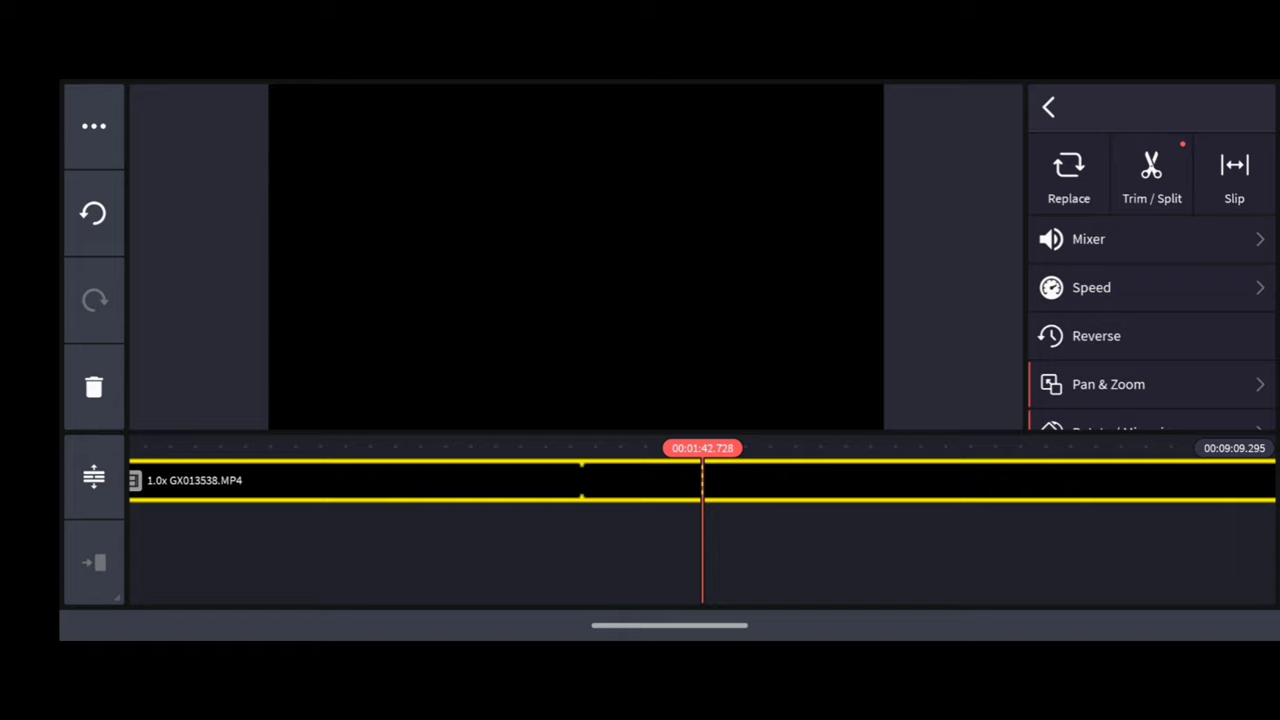 Replace
Trim / Split
Slip
Mixer
Speed
Reverse
Pan & Zoom
00:01:42.728
00:09:09.295
1.0x GX013538.MP4